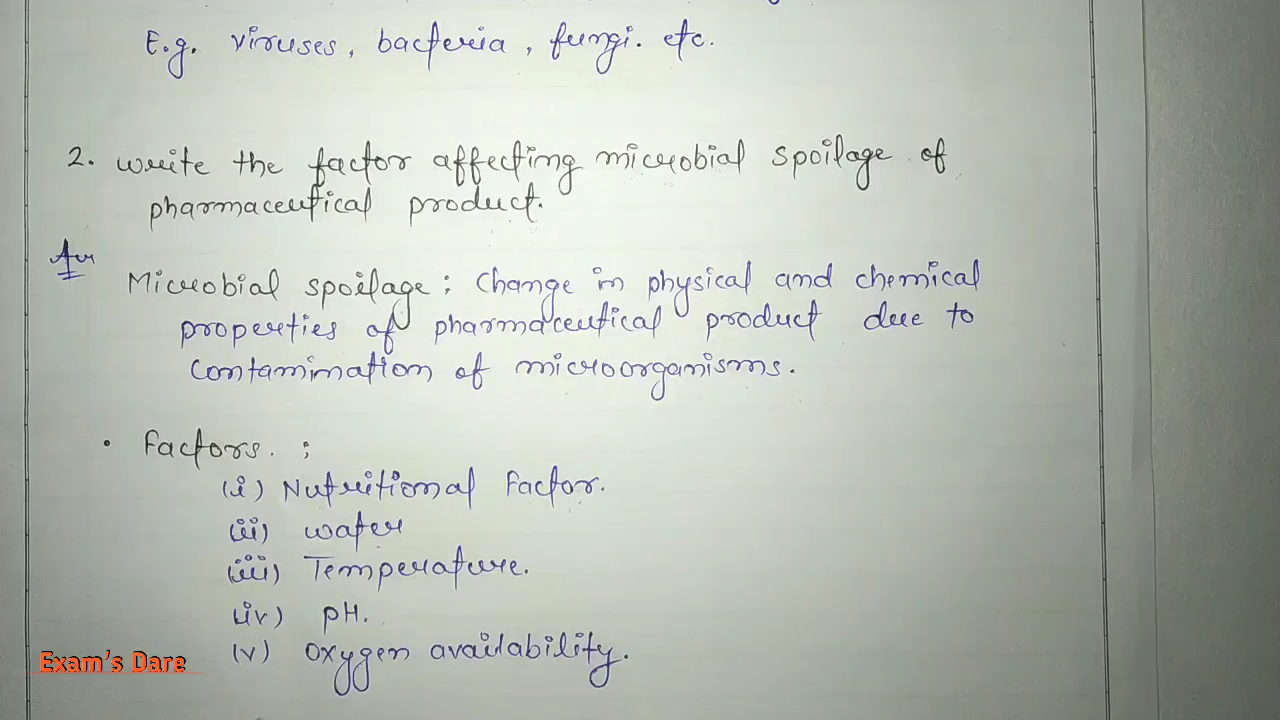 E.g. viruses, bacteria, fungi. etc.
2. write the factor affecting microbial spoilage of
pharmaceutical product.
Ans
Microbial spoilage : Change in physical and chemical
properties of pharmaceutical product due to
contamination of microorganisms.
• Factors. :
(i) Nutritional Factor.
(ii) water
(iii) Temperature.
(iv) pH.
(v) Oxygen availability.
Exam's Dare